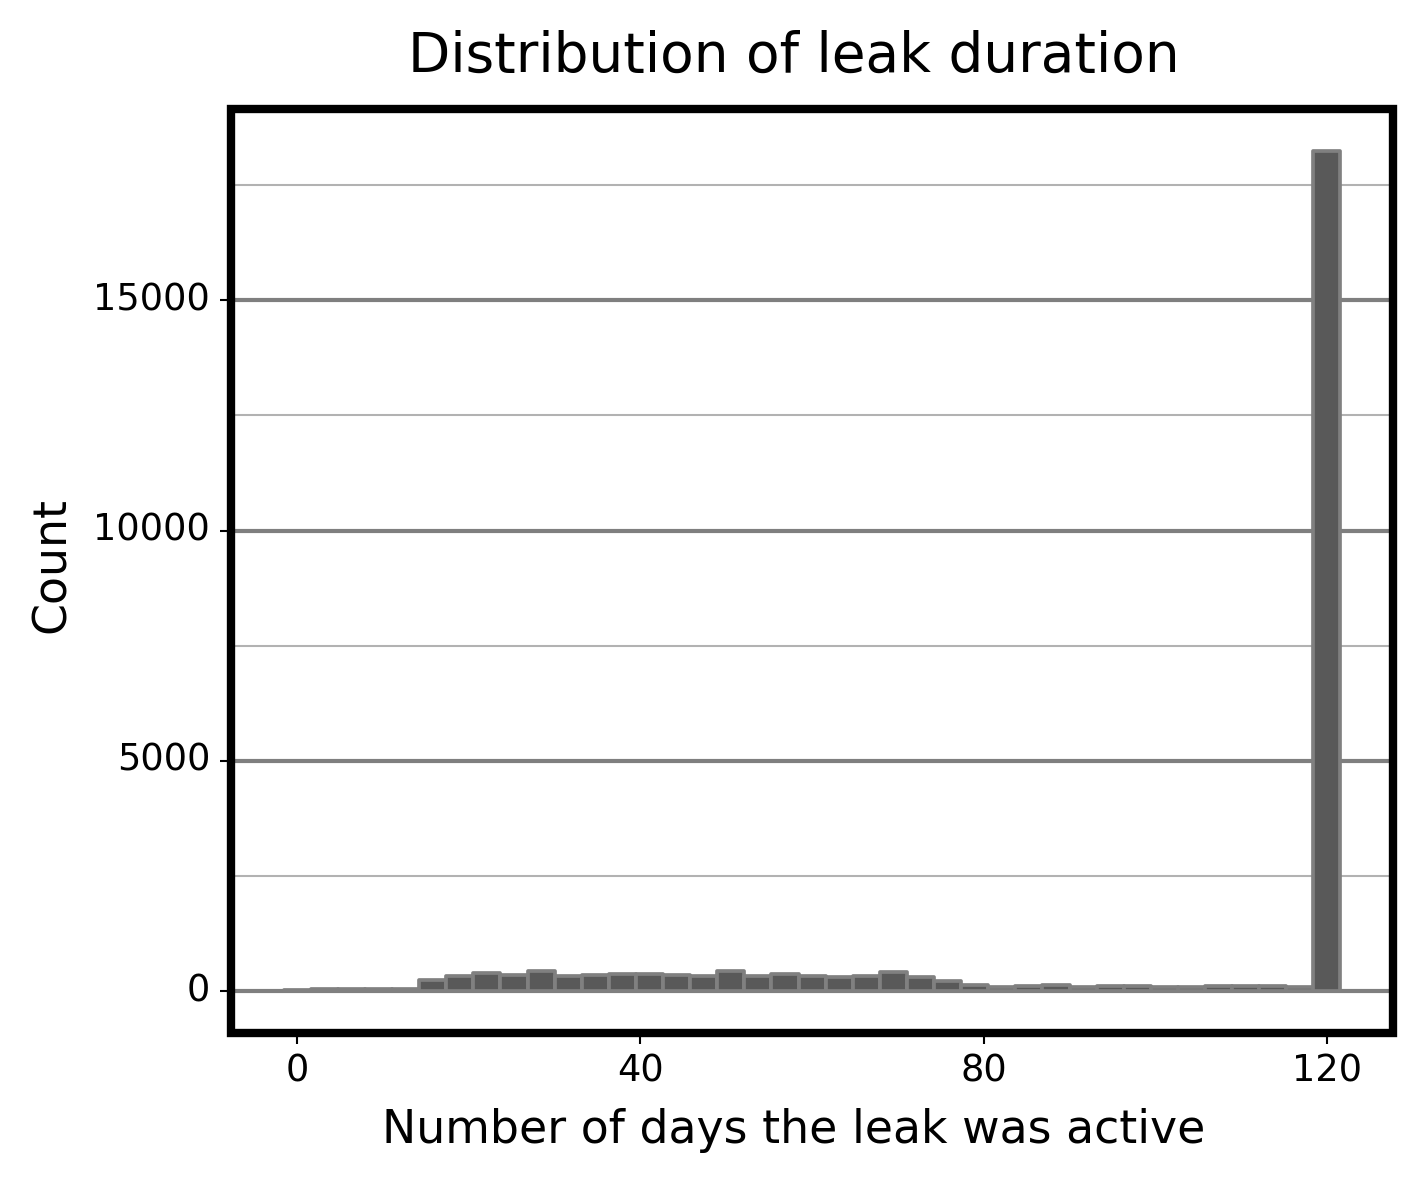 Distribution of leak duration
Count
15000
10000
5000
0
0 40 80 120
Number of days the leak was active